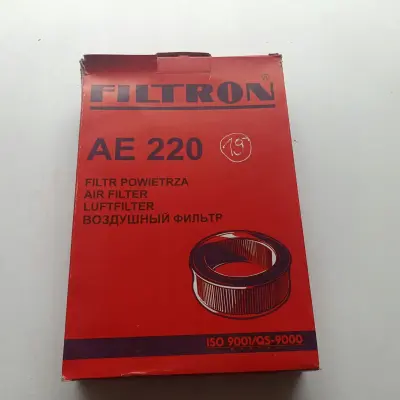 FILTRON
AE 220
19
FILTR POWIETRZA
AIR FILTER
LUFTFILTER
ВОЗДУШНЫЙ ФИЛЬТР
ISO 9001/QS-9000